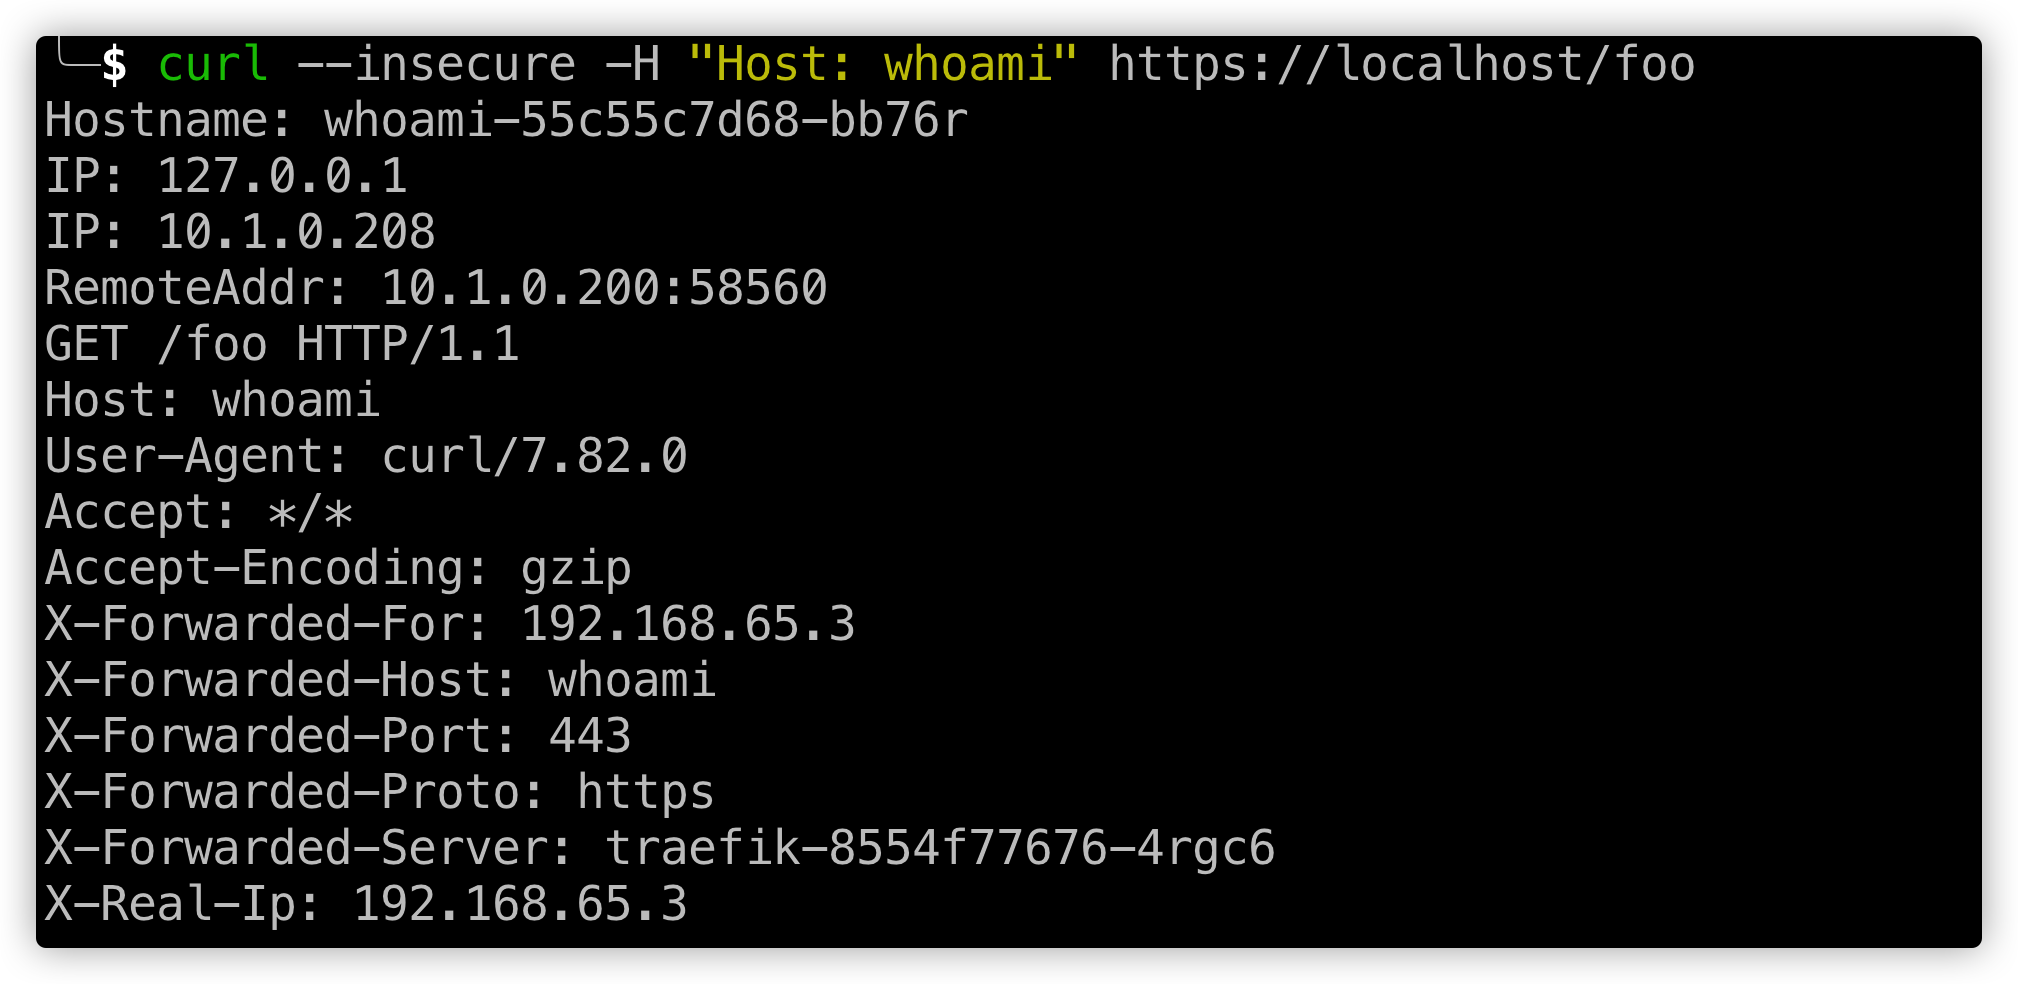 $ curl --insecure -H "Host: whoami" https://localhost/foo
Hostname: whoami-55c55c7d68-bb76r
IP: 127.0.0.1
IP: 10.1.0.208
RemoteAddr: 10.1.0.200:58560
GET /foo HTTP/1.1
Host: whoami
User-Agent: curl/7.82.0
Accept: */*
Accept-Encoding: gzip
X-Forwarded-For: 192.168.65.3
X-Forwarded-Host: whoami
X-Forwarded-Port: 443
X-Forwarded-Proto: https
X-Forwarded-Server: traefik-8554f77676-4rgc6
X-Real-Ip: 192.168.65.3